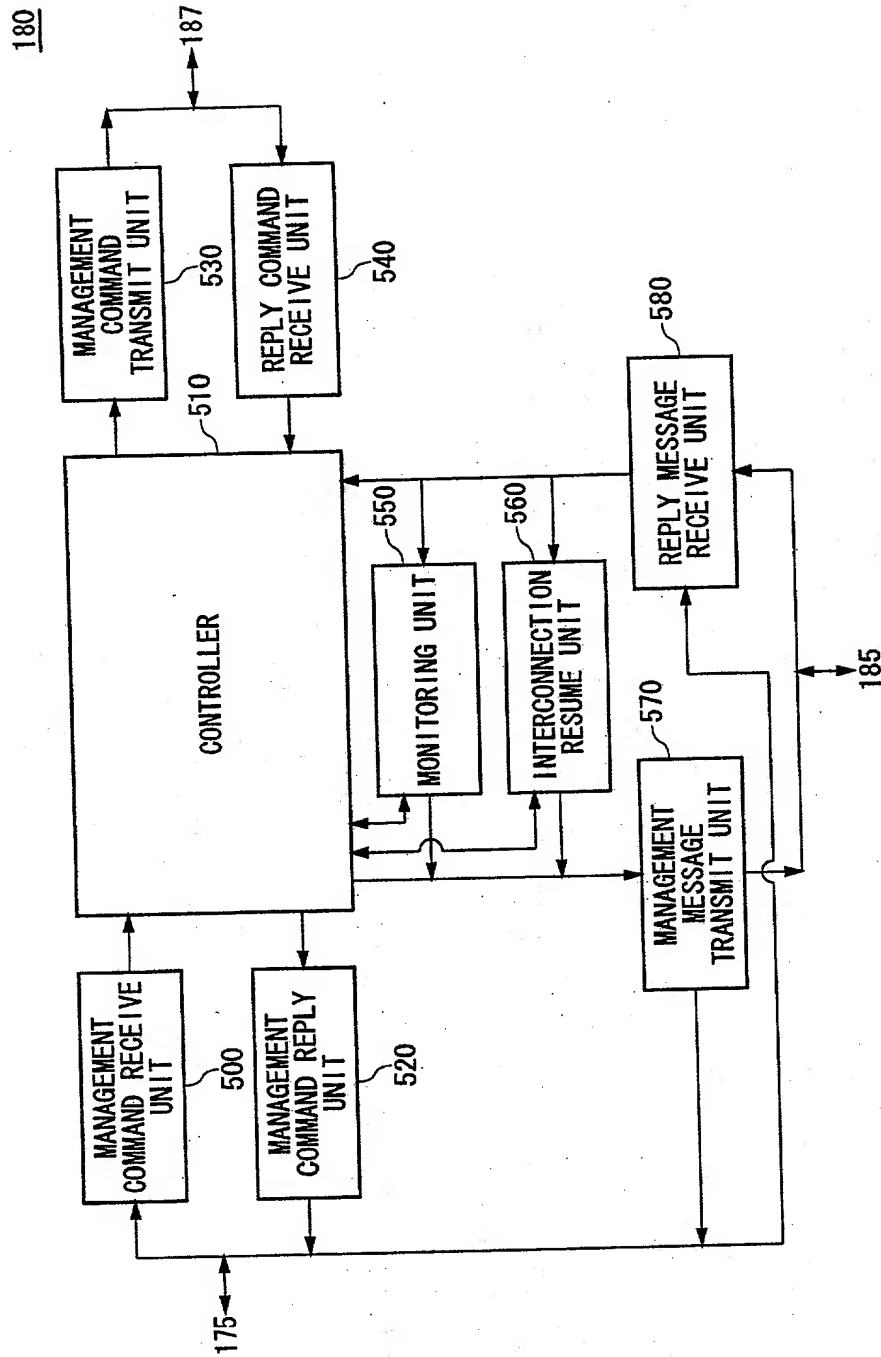 180
187
MANAGEMENT
COMMAND
TRANSMIT UNIT
530
REPLY COMMAND
RECEIVE UNIT
540
510
CONTROLLER
550
MONITORING UNIT
560
INTERCONNECTION
RESUME UNIT
580
REPLY MESSAGE
RECEIVE UNIT
185
570
MANAGEMENT
MESSAGE
TRANSMIT UNIT
MANAGEMENT
COMMAND RECEIVE
UNIT
500
MANAGEMENT
COMMAND REPLY
UNIT
520
175